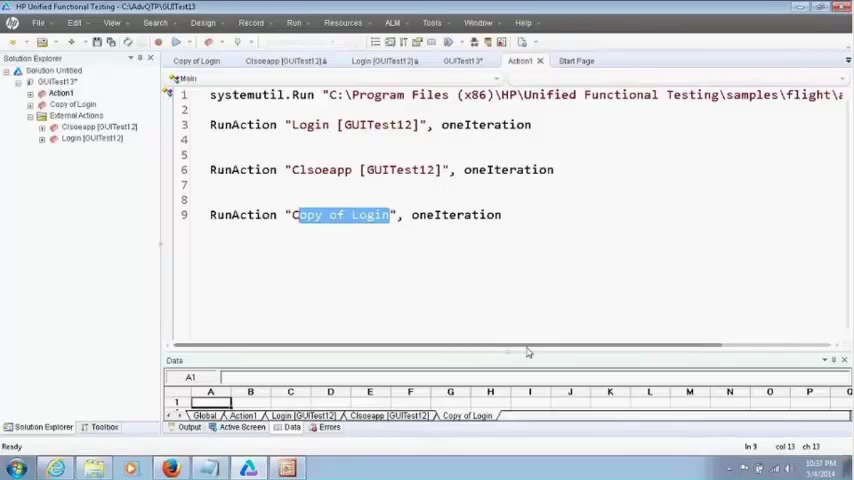 HP Unified Functional Testing - C:\AdvQTP\GUITest13
File Edit View Search Design Record Run Resources ALM Tools Window Help
Solution Explorer
Copy of Login Clsoeapp [GUITest12] Login [GUITest12] GUITest13* Action1 Start Page
Solution Untitled
GUITest13*
Action1
Copy of Login
External Actions
Clsoeapp [GUITest12]
Login [GUITest12]
Main
1 systemutil.Run "C:\Program Files (x86)\HP\Unified Functional Testing\samples\flight\a
2
3 RunAction "Login [GUITest12]", oneIteration
4
5
6 RunAction "Clsoeapp [GUITest12]", oneIteration
7
8
9 RunAction "Copy of Login", oneIteration
Data
A1
A B C D E F G H I J K L M N O P Q
1
Global Action1 Login [GUITest12] Clsoeapp [GUITest12] Copy of Login
Solution Explorer Toolbox Output Active Screen Data Errors
Ready ln 9 col 13 ch 13
10:37 PM
5/4/2014